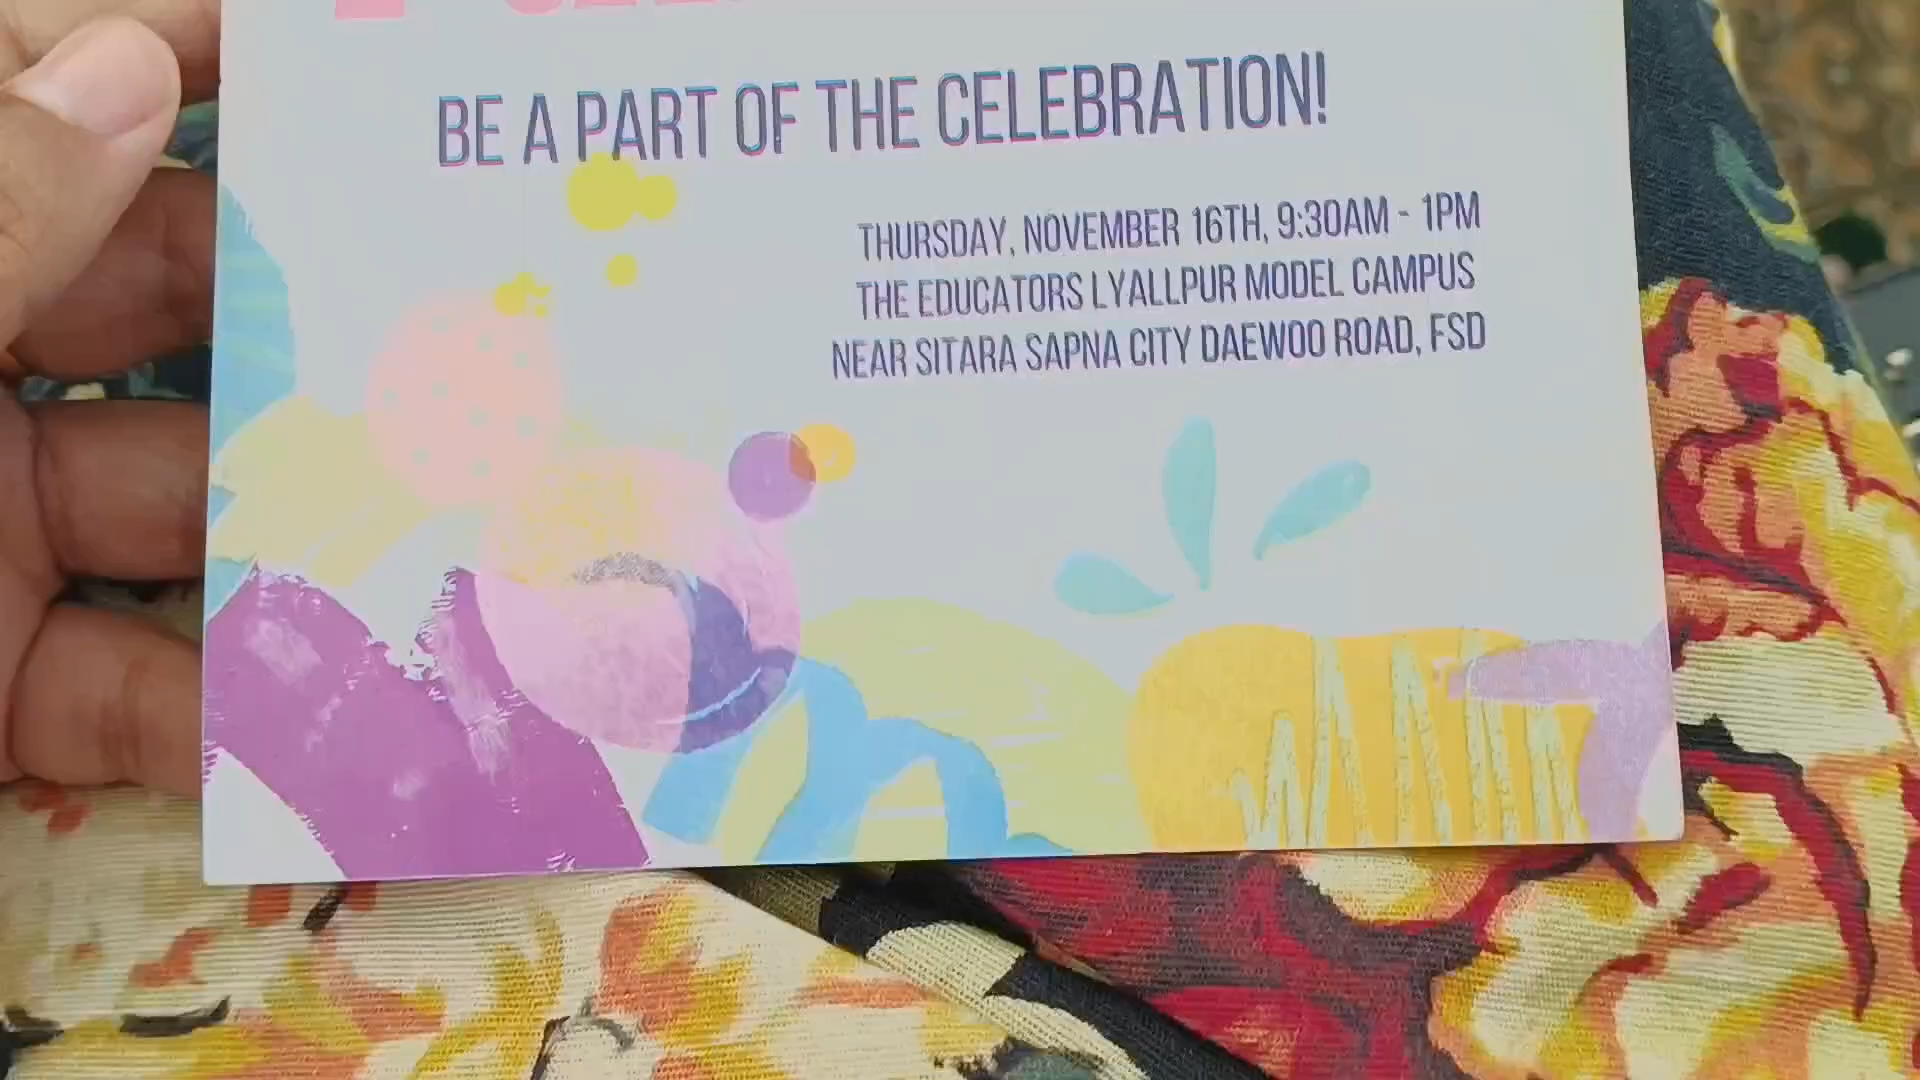 BE A PART OF THE CELEBRATION!
THURSDAY, NOVEMBER 16TH, 9:30AM - 1PM
THE EDUCATORS LYALLPUR MODEL CAMPUS
NEAR SITARA SAPNA CITY DAEWOO ROAD, FSD